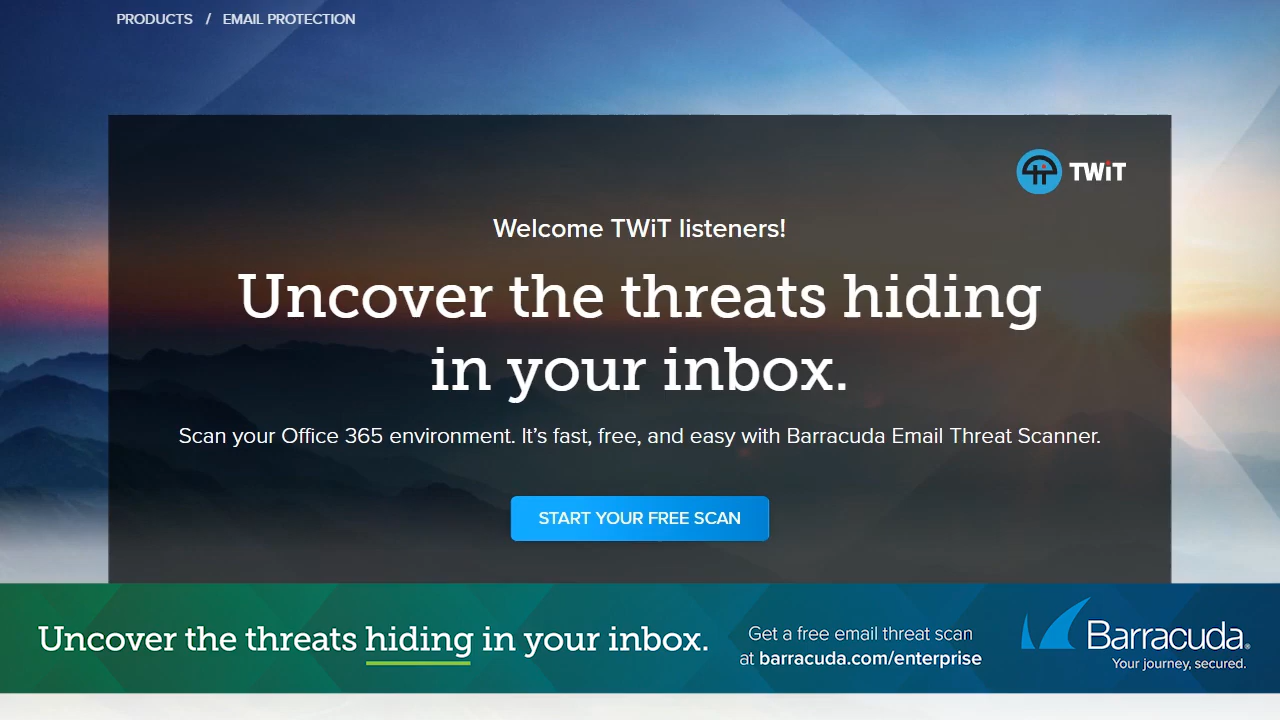 PRODUCTS / EMAIL PROTECTION
TWiT
Welcome TWiT listeners!
Uncover the threats hiding
in your inbox.
Scan your Office 365 environment. It's fast, free, and easy with Barracuda Email Threat Scanner.
START YOUR FREE SCAN
Uncover the threats hiding in your inbox.
Get a free email threat scan
at barracuda.com/enterprise
Barracuda®
Your journey, secured.